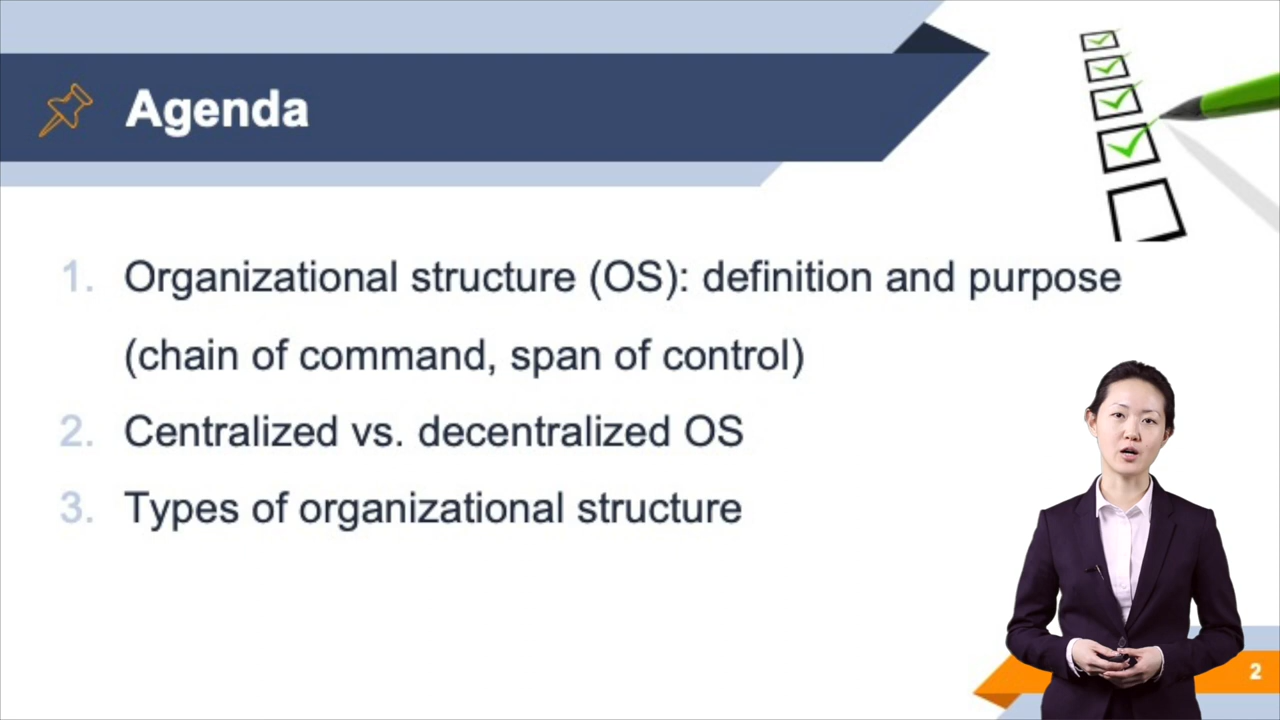 Agenda
1. Organizational structure (OS): definition and purpose
(chain of command, span of control)
2. Centralized vs. decentralized OS
3. Types of organizational structure
2